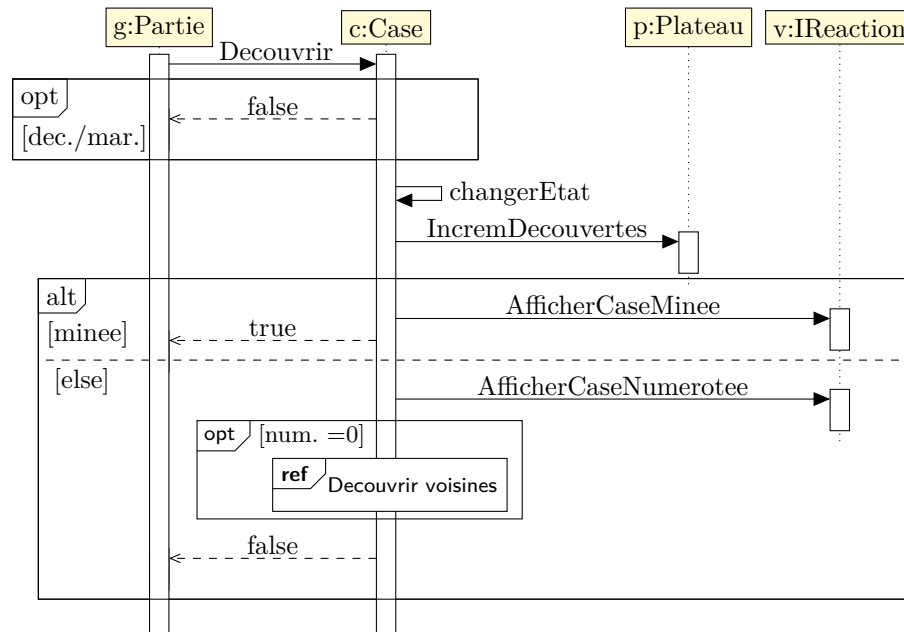 g:Partie
c:Case
p:Plateau
v:IReaction
Decouvrir
opt
false
[dec./mar.]
changerEtat
IncremDecouvertes
alt
AfficherCaseMinee
[minee]
true
[else]
AfficherCaseNumerotee
opt
[num. =0]
ref
Decouvrir voisines
false